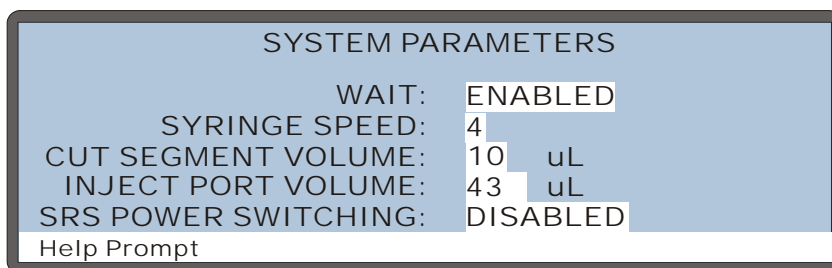 SYSTEM PARAMETERS
WAIT: ENABLED
SYRINGE SPEED: 4
CUT SEGMENT VOLUME: 10 uL
INJECT PORT VOLUME: 43 uL
SRS POWER SWITCHING: DISABLED
Help Prompt